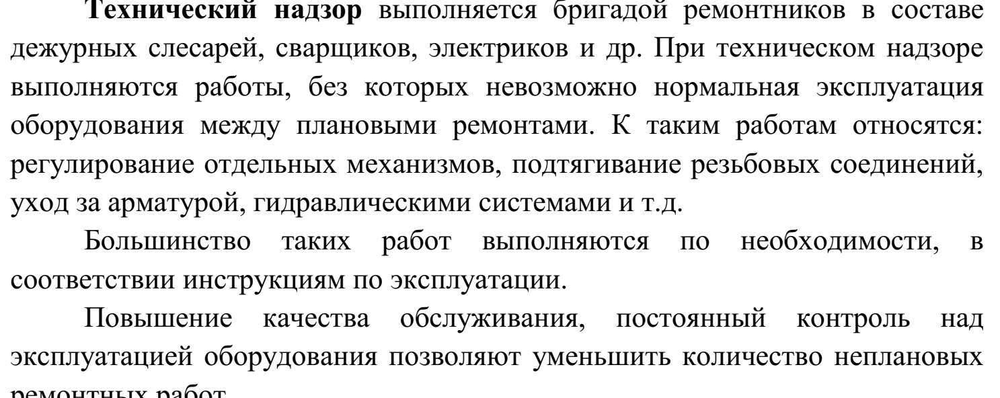 Технический надзор выполняется бригадой ремонтников в составе
дежурных слесарей, сварщиков, электриков и др. При техническом надзоре
выполняются работы, без которых невозможно нормальная эксплуатация
оборудования между плановыми ремонтами. К таким работам относятся:
регулирование отдельных механизмов, подтягивание резьбовых соединений,
уход за арматурой, гидравлическими системами и т.д.
Большинство таких работ выполняются по необходимости, в
соответствии инструкциям по эксплуатации.
Повышение качества обслуживания, постоянный контроль над
эксплуатацией оборудования позволяют уменьшить количество неплановых
ремонтных работ